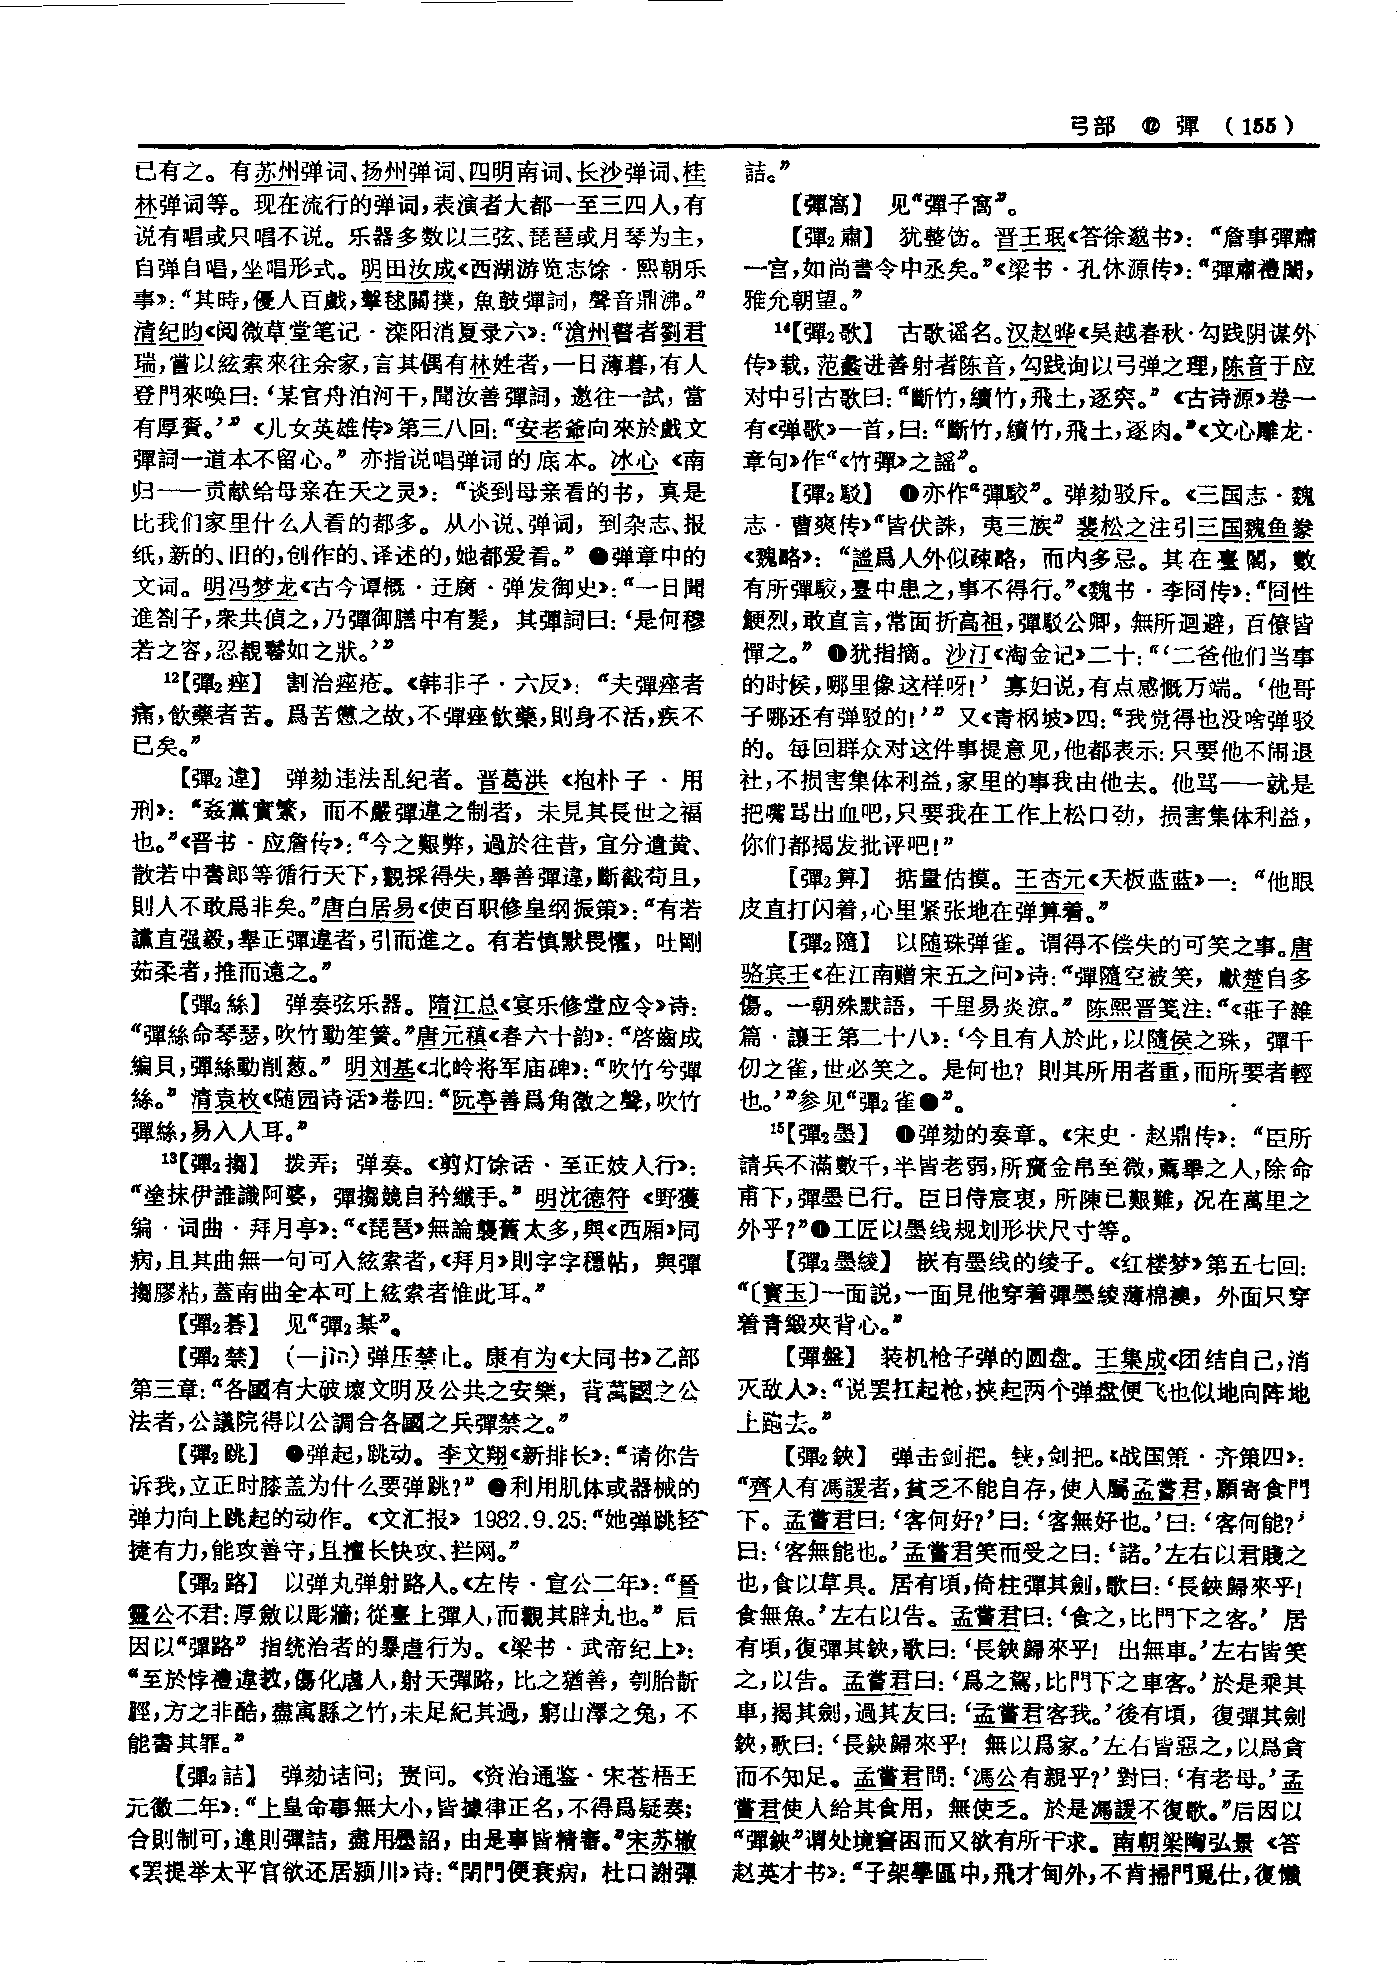 弓部 ⑫ 彈 (155)
已有之。有苏州弹词、扬州弹词、四明南词、长沙弹词、桂
林弹词等。现在流行的弹词,表演者大都一至三四人,有
说有唱或只唱不说。乐器多数以三弦、琵琶或月琴为主,
自弹自唱,坐唱形式。明田汝成《西湖游览志馀·熙朝乐
事》:“其時,優人百戲,擊毬關撲,魚鼓彈詞,聲音鼎沸。”
清纪昀《阅微草堂笔记·滦阳消夏录六》:“滄州瞽者劉君
瑞,嘗以絃索來往余家,言其偶有林姓者,一日薄暮,有人
登門來唤曰:‘某官舟泊河干,聞汝善彈詞,邀往一試,當
有厚賚。’”《儿女英雄传》第三八回:“安老爺向來於戲文
彈詞一道本不留心。”亦指说唱弹词的底本。冰心《南
归——贡献给母亲在天之灵》:“谈到母亲看的书,真是
比我们家里什么人看的都多。从小说、弹词,到杂志、报
纸,新的、旧的,创作的、译述的,她都爱看。”❷弹章中的
文词。明冯梦龙《古今谭概·迂腐·弹发御史》:“一日聞
進劄子,衆共偵之,乃彈御膳中有髮,其彈詞曰:‘是何穆
若之容,忍覩鬈如之狀。’”
12【彈2痤】 割治痤疮。《韩非子·六反》:“夫彈痤者
痛,飲藥者苦。爲苦憊之故,不彈痤飲藥,則身不活,疾不
已矣。”
【彈2違】 弹劾违法乱纪者。晋葛洪《抱朴子·用
刑》:“姦黨實繁,而不嚴彈違之制者,未見其長世之福
也。”《晋书·应詹传》:“今之艱弊,過於往昔,宜分遣黄、
散若中書郎等循行天下,觀採得失,舉善彈違,斷截苟且,
則人不敢爲非矣。”唐白居易《使百职修皇纲振策》:“有若
讜直强毅,舉正彈違者,引而進之。有若慎默畏懼,吐剛
茹柔者,推而遠之。”
【彈2絲】 弹奏弦乐器。隋江总《宴乐修堂应令》诗:
“彈絲命琴瑟,吹竹動笙簧。”唐元稹《春六十韵》:“啓齒成
编貝,彈絲動削葱。”明刘基《北岭将军庙碑》:“吹竹兮彈
絲。”清袁枚《随园诗话》卷四:“阮亭善爲角徵之聲,吹竹
彈絲,易入人耳。”
13【彈2搊】 拨弄;弹奏。《剪灯馀话·至正妓人行》:
“塗抹伊誰識阿婆,彈搊競自矜纖手。”明沈德符《野獲
编·词曲·拜月亭》:“《琵琶》無論襲舊太多,與《西厢》同
病,且其曲無一句可入絃索者,《拜月》則字字穩帖,與彈
搊膠粘,蓋南曲全本可上絃索者惟此耳。”
【彈2碁】 见“彈2棊”。
【彈2禁】 (—jìn)弹压禁止。康有为《大同书》乙部
第三章:“各國有大破壞文明及公共之安樂,背萬國之公
法者,公議院得以公調合各國之兵彈禁之。”
【彈2跳】 ❶弹起,跳动。李文翔《新排长》:“请你告
诉我,立正时膝盖为什么要弹跳?”❷利用肌体或器械的
弹力向上跳起的动作。《文汇报》1982.9.25:“她弹跳轻
捷有力,能攻善守,且擅长快攻、拦网。”
【彈2路】 以弹丸弹射路人。《左传·宣公二年》:“晉
靈公不君:厚斂以彫牆;從臺上彈人,而觀其辟丸也。”后
因以“彈路”指统治者的暴虐行为。《梁书·武帝纪上》:
“至於悖禮違教,傷化虐人,射天彈路,比之猶善,刳胎斮
脛,方之非酷,盡寓縣之竹,未足紀其過,窮山澤之兔,不
能書其罪。”
【彈2詰】 弹劾诘问;责问。《资治通鉴·宋苍梧王
元徽二年》:“上皇命事無大小,皆據律正名,不得爲疑奏;
合則制可,違則彈詰,盡用墨詔,由是事皆精審。”宋苏辙
《罢提举太平官欲还居颍川》诗:“閉門便衰病,杜口謝彈
詰。”
【彈窩】 见“彈子窩”。
【彈2肅】 犹整饬。晋王珉《答徐邈书》:“詹事彈肅
一宫,如尚書令中丞矣。”《梁书·孔休源传》:“彈肅禮闈,
雅允朝望。”
14【彈2歌】 古歌谣名。汉赵晔《吴越春秋·勾践阴谋外
传》载,范蠡进善射者陈音,勾践询以弓弹之理,陈音于应
对中引古歌曰:“斷竹,續竹,飛土,逐宍。”《古诗源》卷一
有《弹歌》一首,曰:“斷竹,續竹,飛土,逐肉。”《文心雕龙·
章句》作“《竹彈》之謡”。
【彈2駁】 ❶亦作“彈駮”。弹劾驳斥。《三国志·魏
志·曹爽传》“皆伏誅,夷三族”裴松之注引三国魏鱼豢
《魏略》:“謐爲人外似疎略,而内多忌。其在臺閣,數
有所彈駮,臺中患之,事不得行。”《魏书·李冏传》:“冏性
鯁烈,敢直言,常面折高祖,彈駁公卿,無所迴避,百僚皆
憚之。”❷犹指摘。沙汀《淘金记》二十:“‘二爸他们当事
的时候,哪里像这样呀!’寡妇说,有点感慨万端。‘他哥
子哪还有弹驳的!’”又《青枫坡》四:“我觉得也没啥弹驳
的。每回群众对这件事提意见,他都表示:只要他不闹退
社,不损害集体利益,家里的事我由他去。他骂——就是
把嘴骂出血吧,只要我在工作上松口劲,损害集体利益,
你们都揭发批评吧!”
【彈2算】 掂量估摸。王杏元《天板蓝蓝》一:“他眼
皮直打闪着,心里紧张地在弹算着。”
【彈2隨】 以随珠弹雀。谓得不偿失的可笑之事。唐
骆宾王《在江南赠宋五之问》诗:“彈隨空被笑,獻楚自多
傷。一朝殊默語,千里易炎涼。”陈熙晋笺注:“《莊子雜
篇·讓王第二十八》:‘今且有人於此,以隨侯之珠,彈千
仞之雀,世必笑之。是何也?則其所用者重,而所要者輕
也。’”参见“彈2雀❶”。
15【彈2墨】 ❶弹劾的奏章。《宋史·赵鼎传》:“臣所
請兵不滿數千,半皆老弱,所齎金帛至微,薦舉之人,除命
甫下,彈墨已行。臣日侍宸衷,所陳已艱難,况在萬里之
外乎?”❷工匠以墨线规划形状尺寸等。
【彈2墨綾】 嵌有墨线的绫子。《红楼梦》第五七回:
“〔寳玉〕一面説,一面見他穿着彈墨綾薄棉襖,外面只穿
着青緞夾背心。”
【彈盤】 装机枪子弹的圆盘。王集成《团结自己,消
灭敌人》:“说罢扛起枪,挟起两个弹盘便飞也似地向阵地
上跑去。”
【彈2鋏】 弹击剑把。铗,剑把。《战国策·齐策四》:
“齊人有馮諼者,貧乏不能自存,使人屬孟嘗君,願寄食門
下。孟嘗君曰:‘客何好?’曰:‘客無好也。’曰:‘客何能?’
曰:‘客無能也。’孟嘗君笑而受之曰:‘諾。’左右以君賤之
也,食以草具。居有頃,倚柱彈其劍,歌曰:‘長鋏歸來乎!
食無魚。’左右以告。孟嘗君曰:‘食之,比門下之客。’居
有頃,復彈其鋏,歌曰:‘長鋏歸來乎!出無車。’左右皆笑
之,以告。孟嘗君曰:‘爲之駕,比門下之車客。’於是乘其
車,揭其劍,過其友曰:‘孟嘗君客我。’後有頃,復彈其劍
鋏,歌曰:‘長鋏歸來乎!無以爲家。’左右皆惡之,以爲貪
而不知足。孟嘗君問:‘馮公有親乎?’對曰:‘有老母。’孟
嘗君使人給其食用,無使乏。於是馮諼不復歌。”后因以
“彈鋏”谓处境窘困而又欲有所干求。南朝梁陶弘景《答
赵英才书》:“子架學區中,飛才甸外,不肯掃門覓仕,復懶